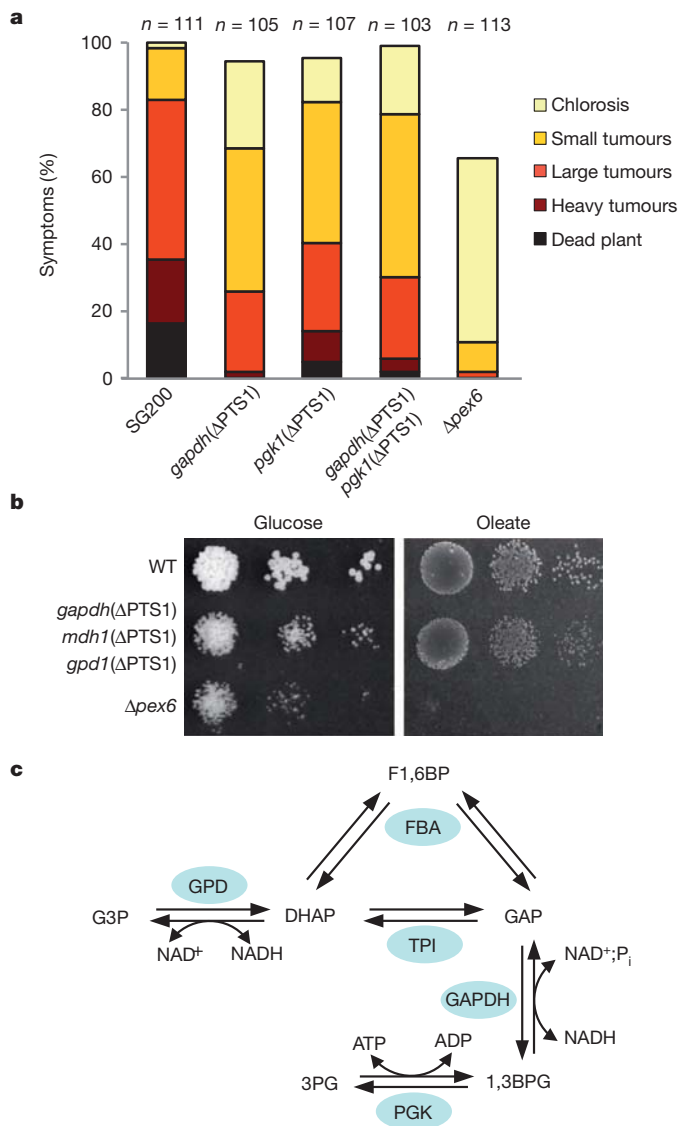 a
n = 111 n = 105 n = 107 n = 103 n = 113
100
80
60
40
20
0
Symptoms (%)
Chlorosis
Small tumours
Large tumours
Heavy tumours
Dead plant
SG200
gapdh(ΔPTS1)
pgk1(ΔPTS1)
gapdh(ΔPTS1)
pgk1(ΔPTS1)
Δpex6
b
Glucose Oleate
WT
gapdh(ΔPTS1)
mdh1(ΔPTS1)
gpd1(ΔPTS1)
Δpex6
c
F1,6BP
FBA
GPD
G3P DHAP GAP
NAD+ NADH
TPI
NAD+;Pi
GAPDH
NADH
ATP ADP
3PG 1,3BPG
PGK